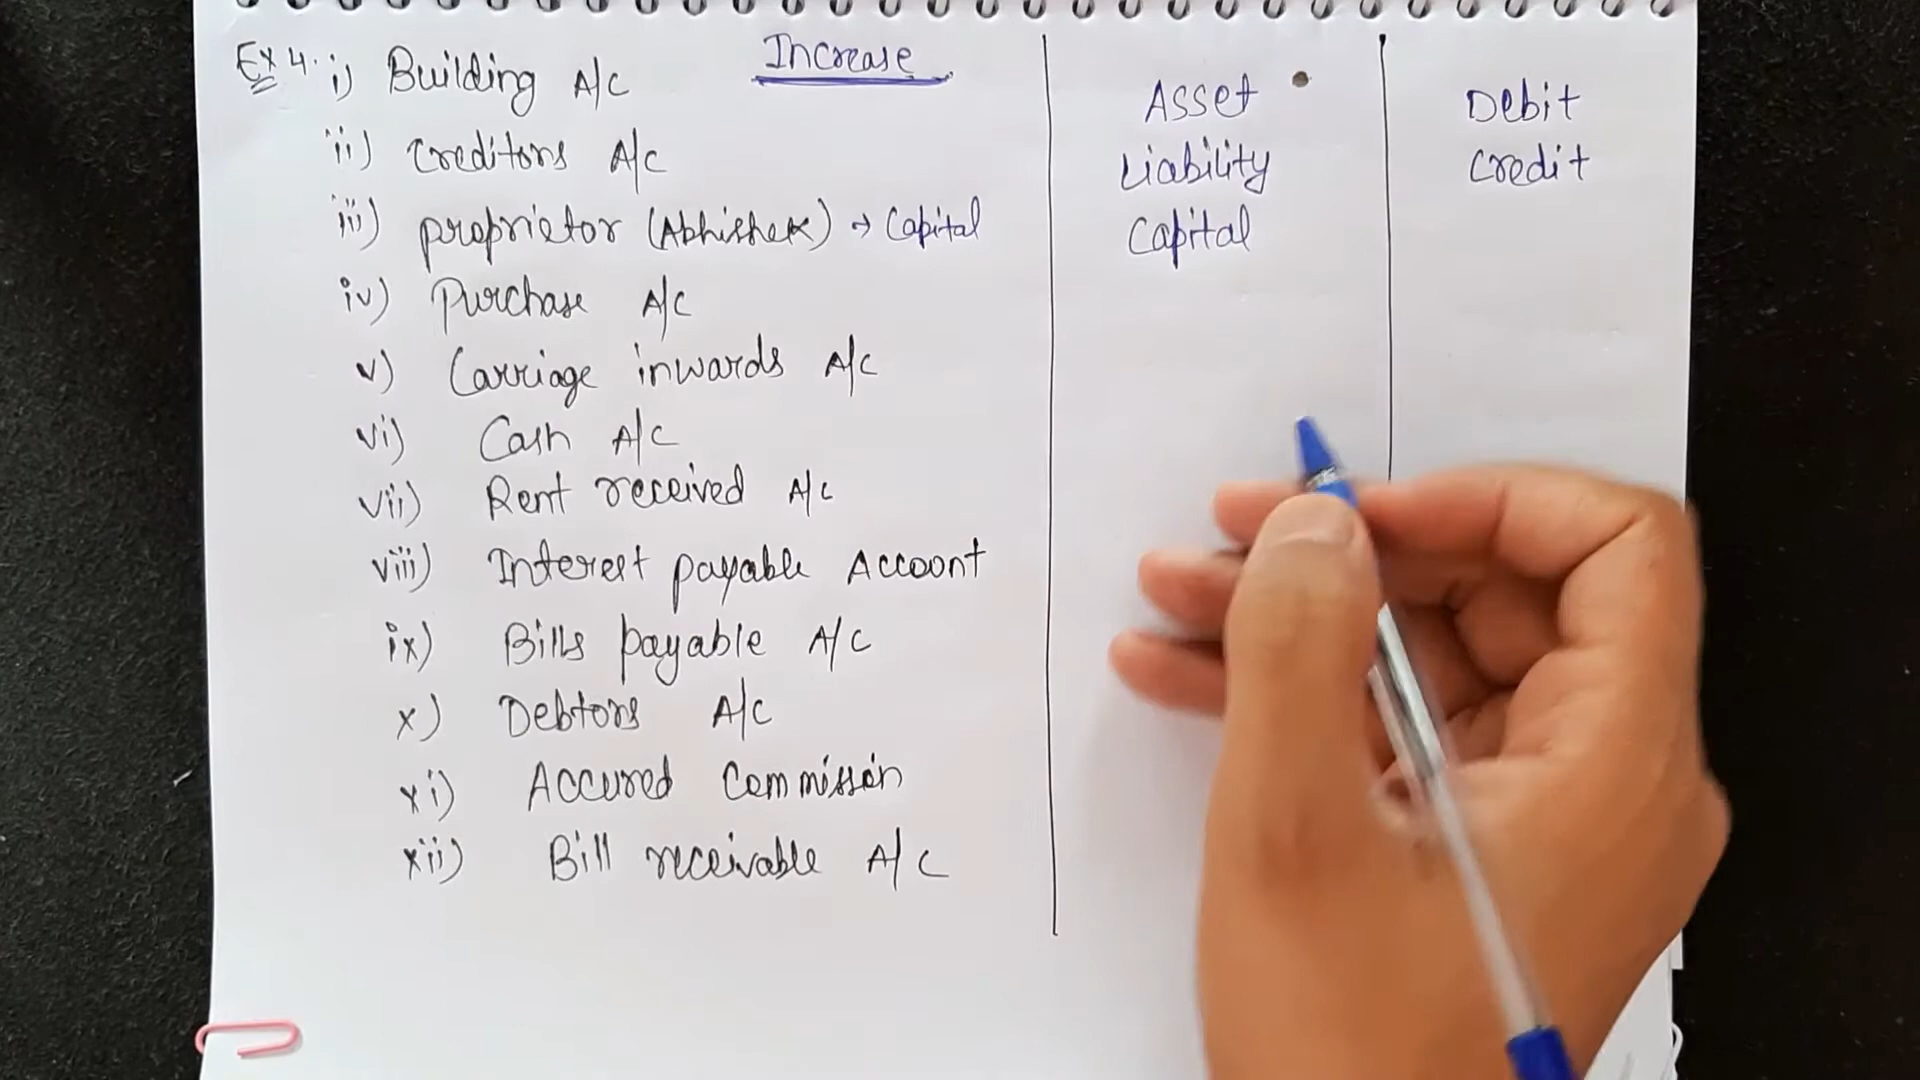 Ex 4. i) Building A/C Increase Asset Debit
ii) Creditors A/C Liability Credit
iii) proprietor (Abhishek) → Capital Capital
iv) Purchase A/C
v) Carriage inwards A/C
vi) Cash A/C
vii) Rent received A/C
viii) Interest payable Account
ix) Bills payable A/C
x) Debtors A/C
xi) Accured Commission
xii) Bill receivable A/C